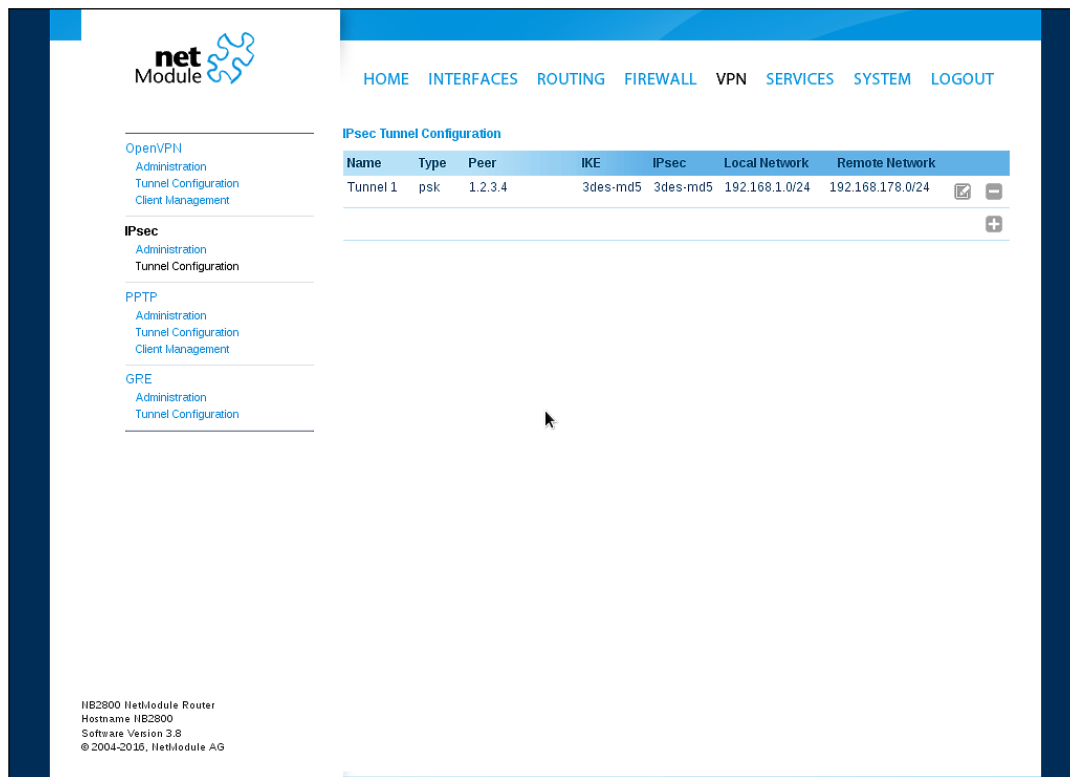 net
Module
HOME INTERFACES ROUTING FIREWALL VPN SERVICES SYSTEM LOGOUT
OpenVPN
Administration
Tunnel Configuration
Client Management
IPsec
Administration
Tunnel Configuration
PPTP
Administration
Tunnel Configuration
Client Management
GRE
Administration
Tunnel Configuration
IPsec Tunnel Configuration
Name Type Peer IKE IPsec Local Network Remote Network
Tunnel 1 psk 1.2.3.4 3des-md5 3des-md5 192.168.1.0/24 192.168.178.0/24
NB2800 NetModule Router
Hostname NB2800
Software Version 3.8
© 2004-2016, NetModule AG